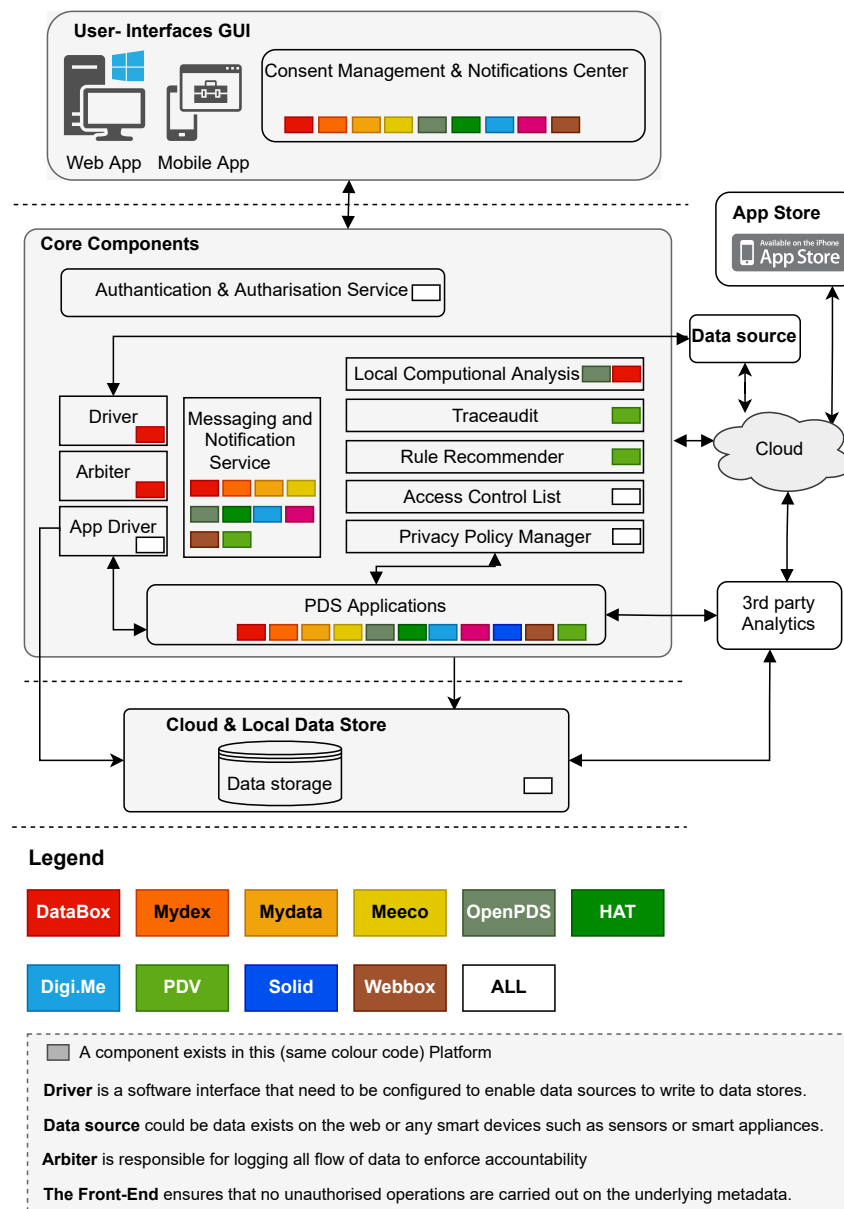 User- Interfaces GUI
Consent Management & Notifications Center
Web App
Mobile App
App Store
Available on the iPhone
App Store
Core Components
Authantication & Autharisation Service
Data source
Local Computional Analysis
Driver
Messaging and
Notification
Service
Traceaudit
Arbiter
Rule Recommender
Cloud
Access Control List
App Driver
Privacy Policy Manager
PDS Applications
3rd party
Analytics
Cloud & Local Data Store
Data storage
Legend
DataBox
Mydex
Mydata
Meeco
OpenPDS
HAT
Digi.Me
PDV
Solid
Webbox
ALL
A component exists in this (same colour code) Platform
Driver is a software interface that need to be configured to enable data sources to write to data stores.
Data source could be data exists on the web or any smart devices such as sensors or smart appliances.
Arbiter is responsible for logging all flow of data to enforce accountability
The Front-End ensures that no unauthorised operations are carried out on the underlying metadata.